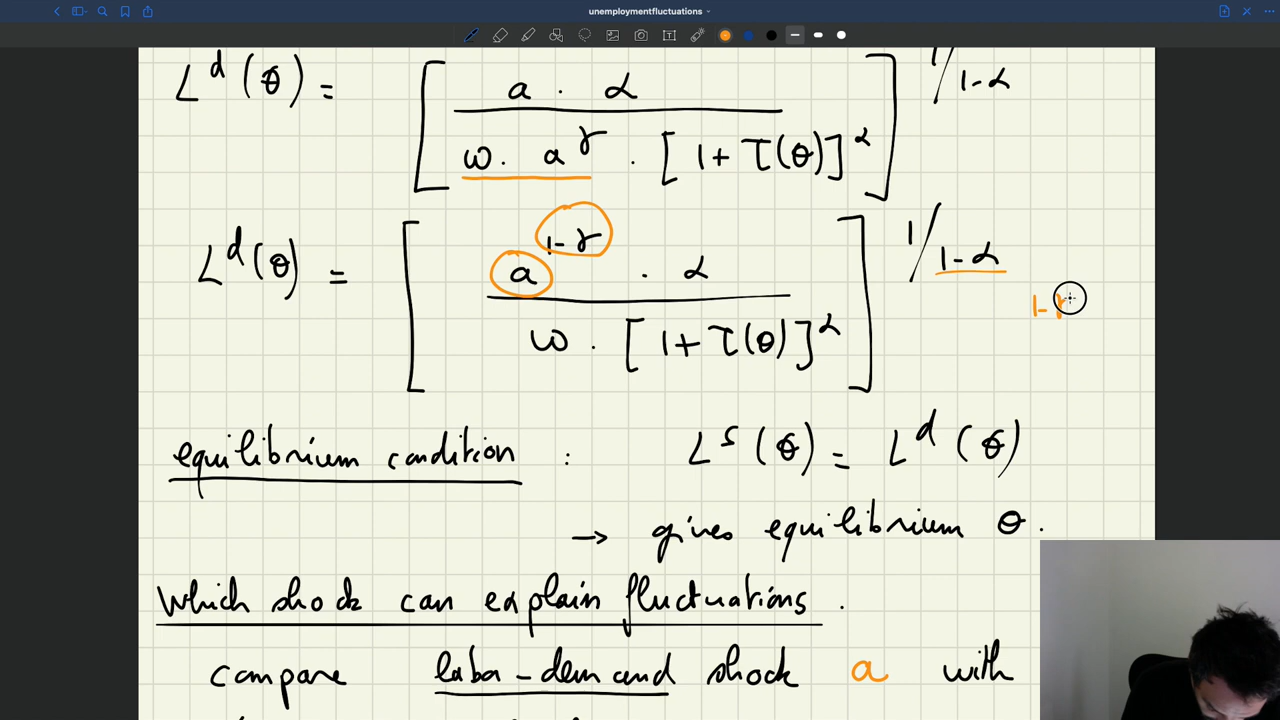 unemploymentfluctuations
L^d(θ) = [ a · α / ω · a^γ · [1 + τ(θ)]^α ]^1/1-α
L^d(θ) = [ a^1-γ · α / ω · [1 + τ(θ)]^α ]^1/1-α
1-γ
equilibrium condition : L^s(θ) = L^d(θ)
→ gives equilibrium θ.
Which shock can explain fluctuations.
compare labor-demand shock a with